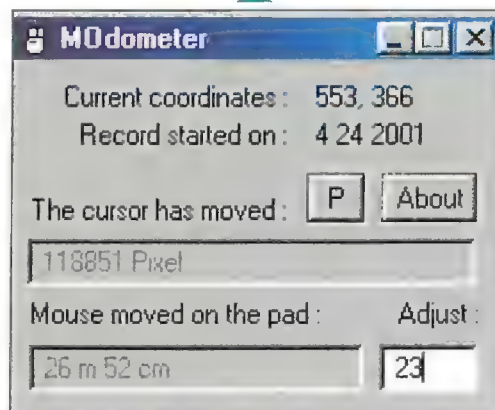 MOdometer
Current coordinates : 553, 366
Record started on : 4 24 2001
The cursor has moved : P About
118851 Pixel
Mouse moved on the pad : Adjust :
26 m 52 cm 23